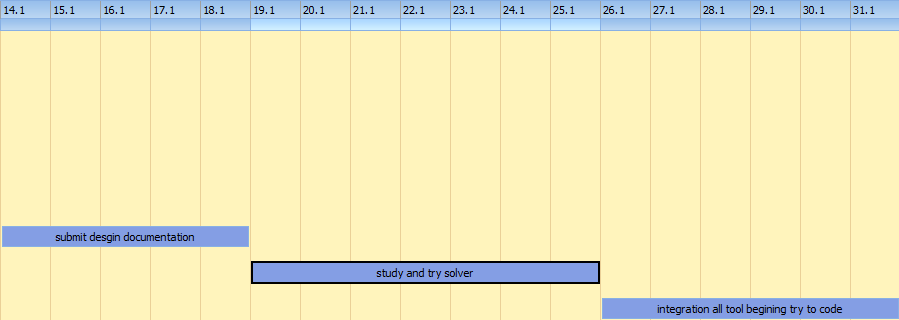 14.1 15.1 16.1 17.1 18.1 19.1 20.1 21.1 22.1 23.1 24.1 25.1 26.1 27.1 28.1 29.1 30.1 31.1
submit desgin documentation
study and try solver
integration all tool begining try to code